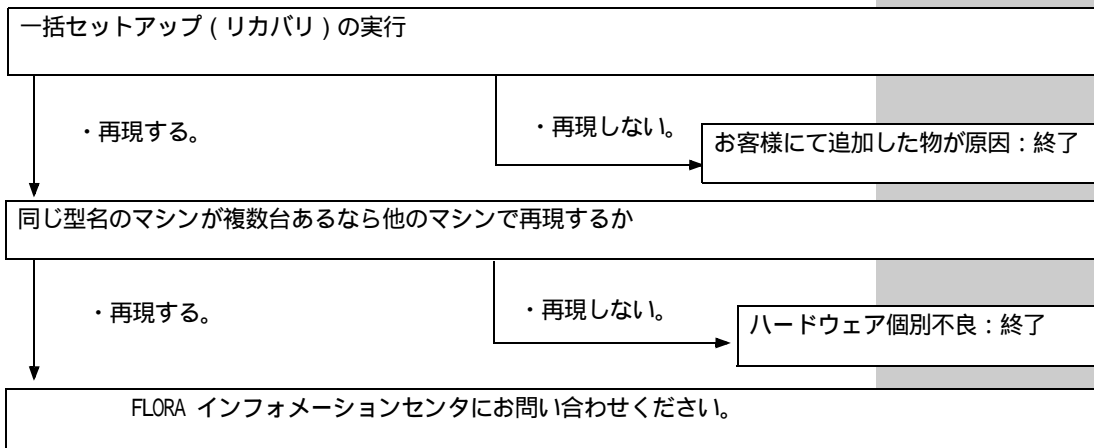 一括セットアップ(リカバリ)の実行
・再現する。
・再現しない。
お客様にて追加した物が原因：終了
同じ型名のマシンが複数台あるなら他のマシンで再現するか
・再現する。
・再現しない。
ハードウェア個別不良：終了
FLORA インフォメーションセンタにお問い合わせください。